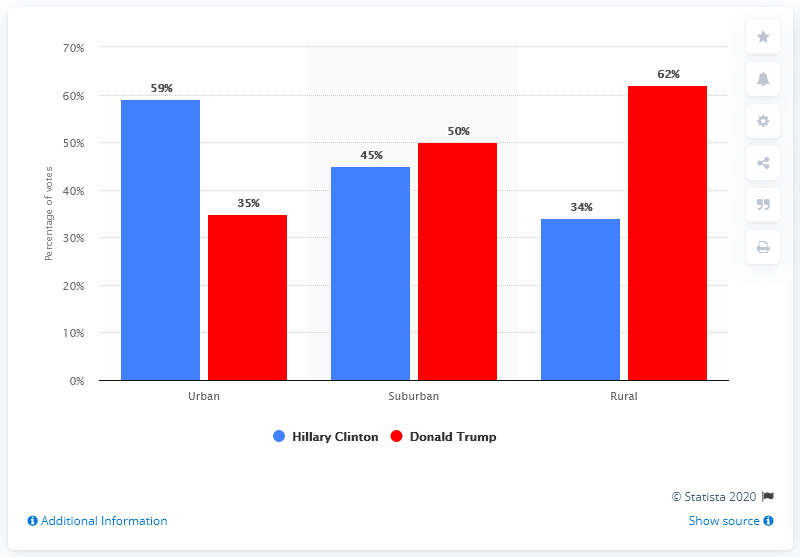 70%
60%
50%
40%
30%
20%
10%
0%
Percentage of votes
59%
35%
45%
50%
34%
62%
Urban
Suburban
Rural
Hillary Clinton
Donald Trump
© Statista 2020
Additional Information
Show source